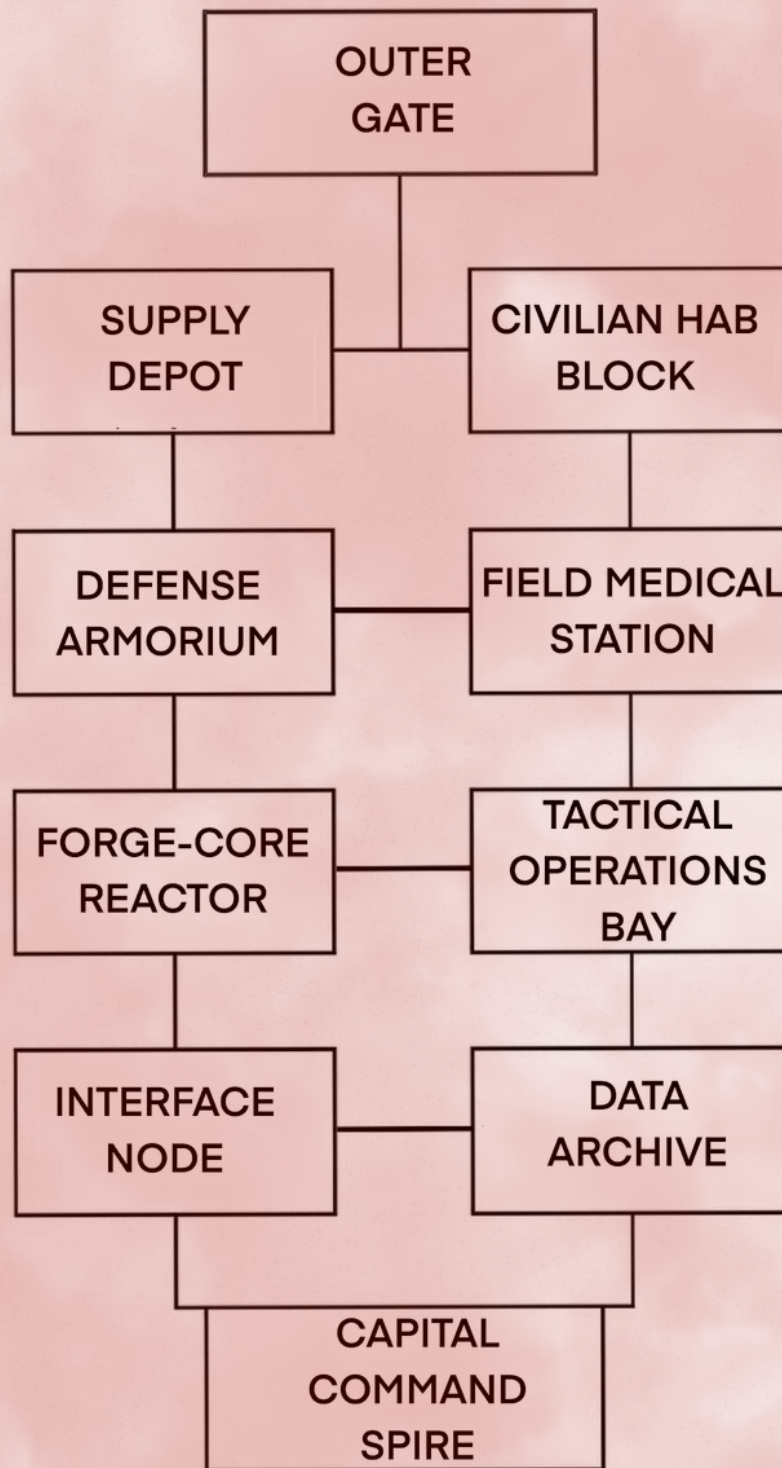 OUTER
GATE
SUPPLY
DEPOT
CIVILIAN HAB
BLOCK
DEFENSE
ARMORIUM
FIELD MEDICAL
STATION
FORGE-CORE
REACTOR
TACTICAL
OPERATIONS
BAY
INTERFACE
NODE
DATA
ARCHIVE
CAPITAL
COMMAND
SPIRE